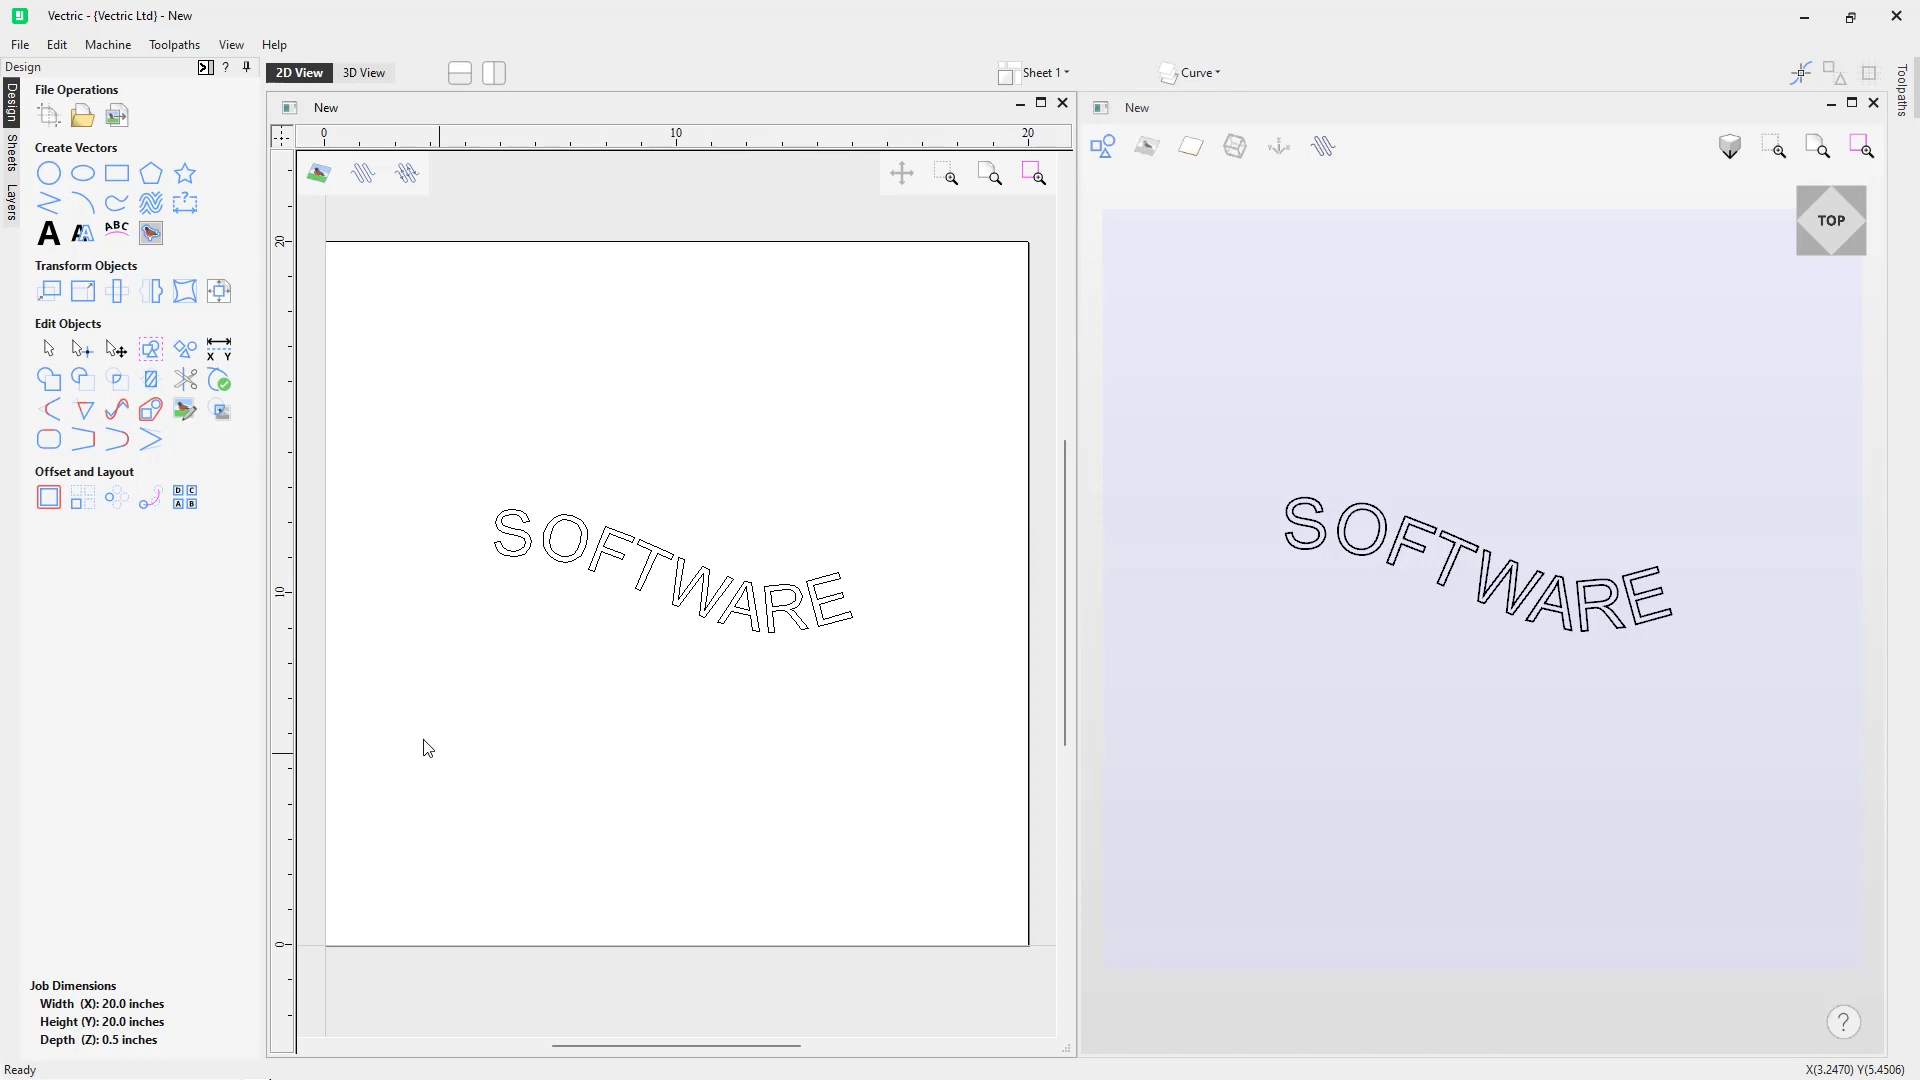 Vectric - {Vectric Ltd} - New
File Edit Machine Toolpaths View Help
Design
2D View 3D View
Sheet 1
Curve
Toolpaths
Design
Sheets
Layers
File Operations
Create Vectors
A A ABC
Transform Objects
Edit Objects
X Y
Offset and Layout
D C
A B
Job Dimensions
Width (X): 20.0 inches
Height (Y): 20.0 inches
Depth (Z): 0.5 inches
Ready
New
0 10 20
20
10
0
SOFTWARE
New
TOP
SOFTWARE
?
X(3.2470) Y(5.4506)